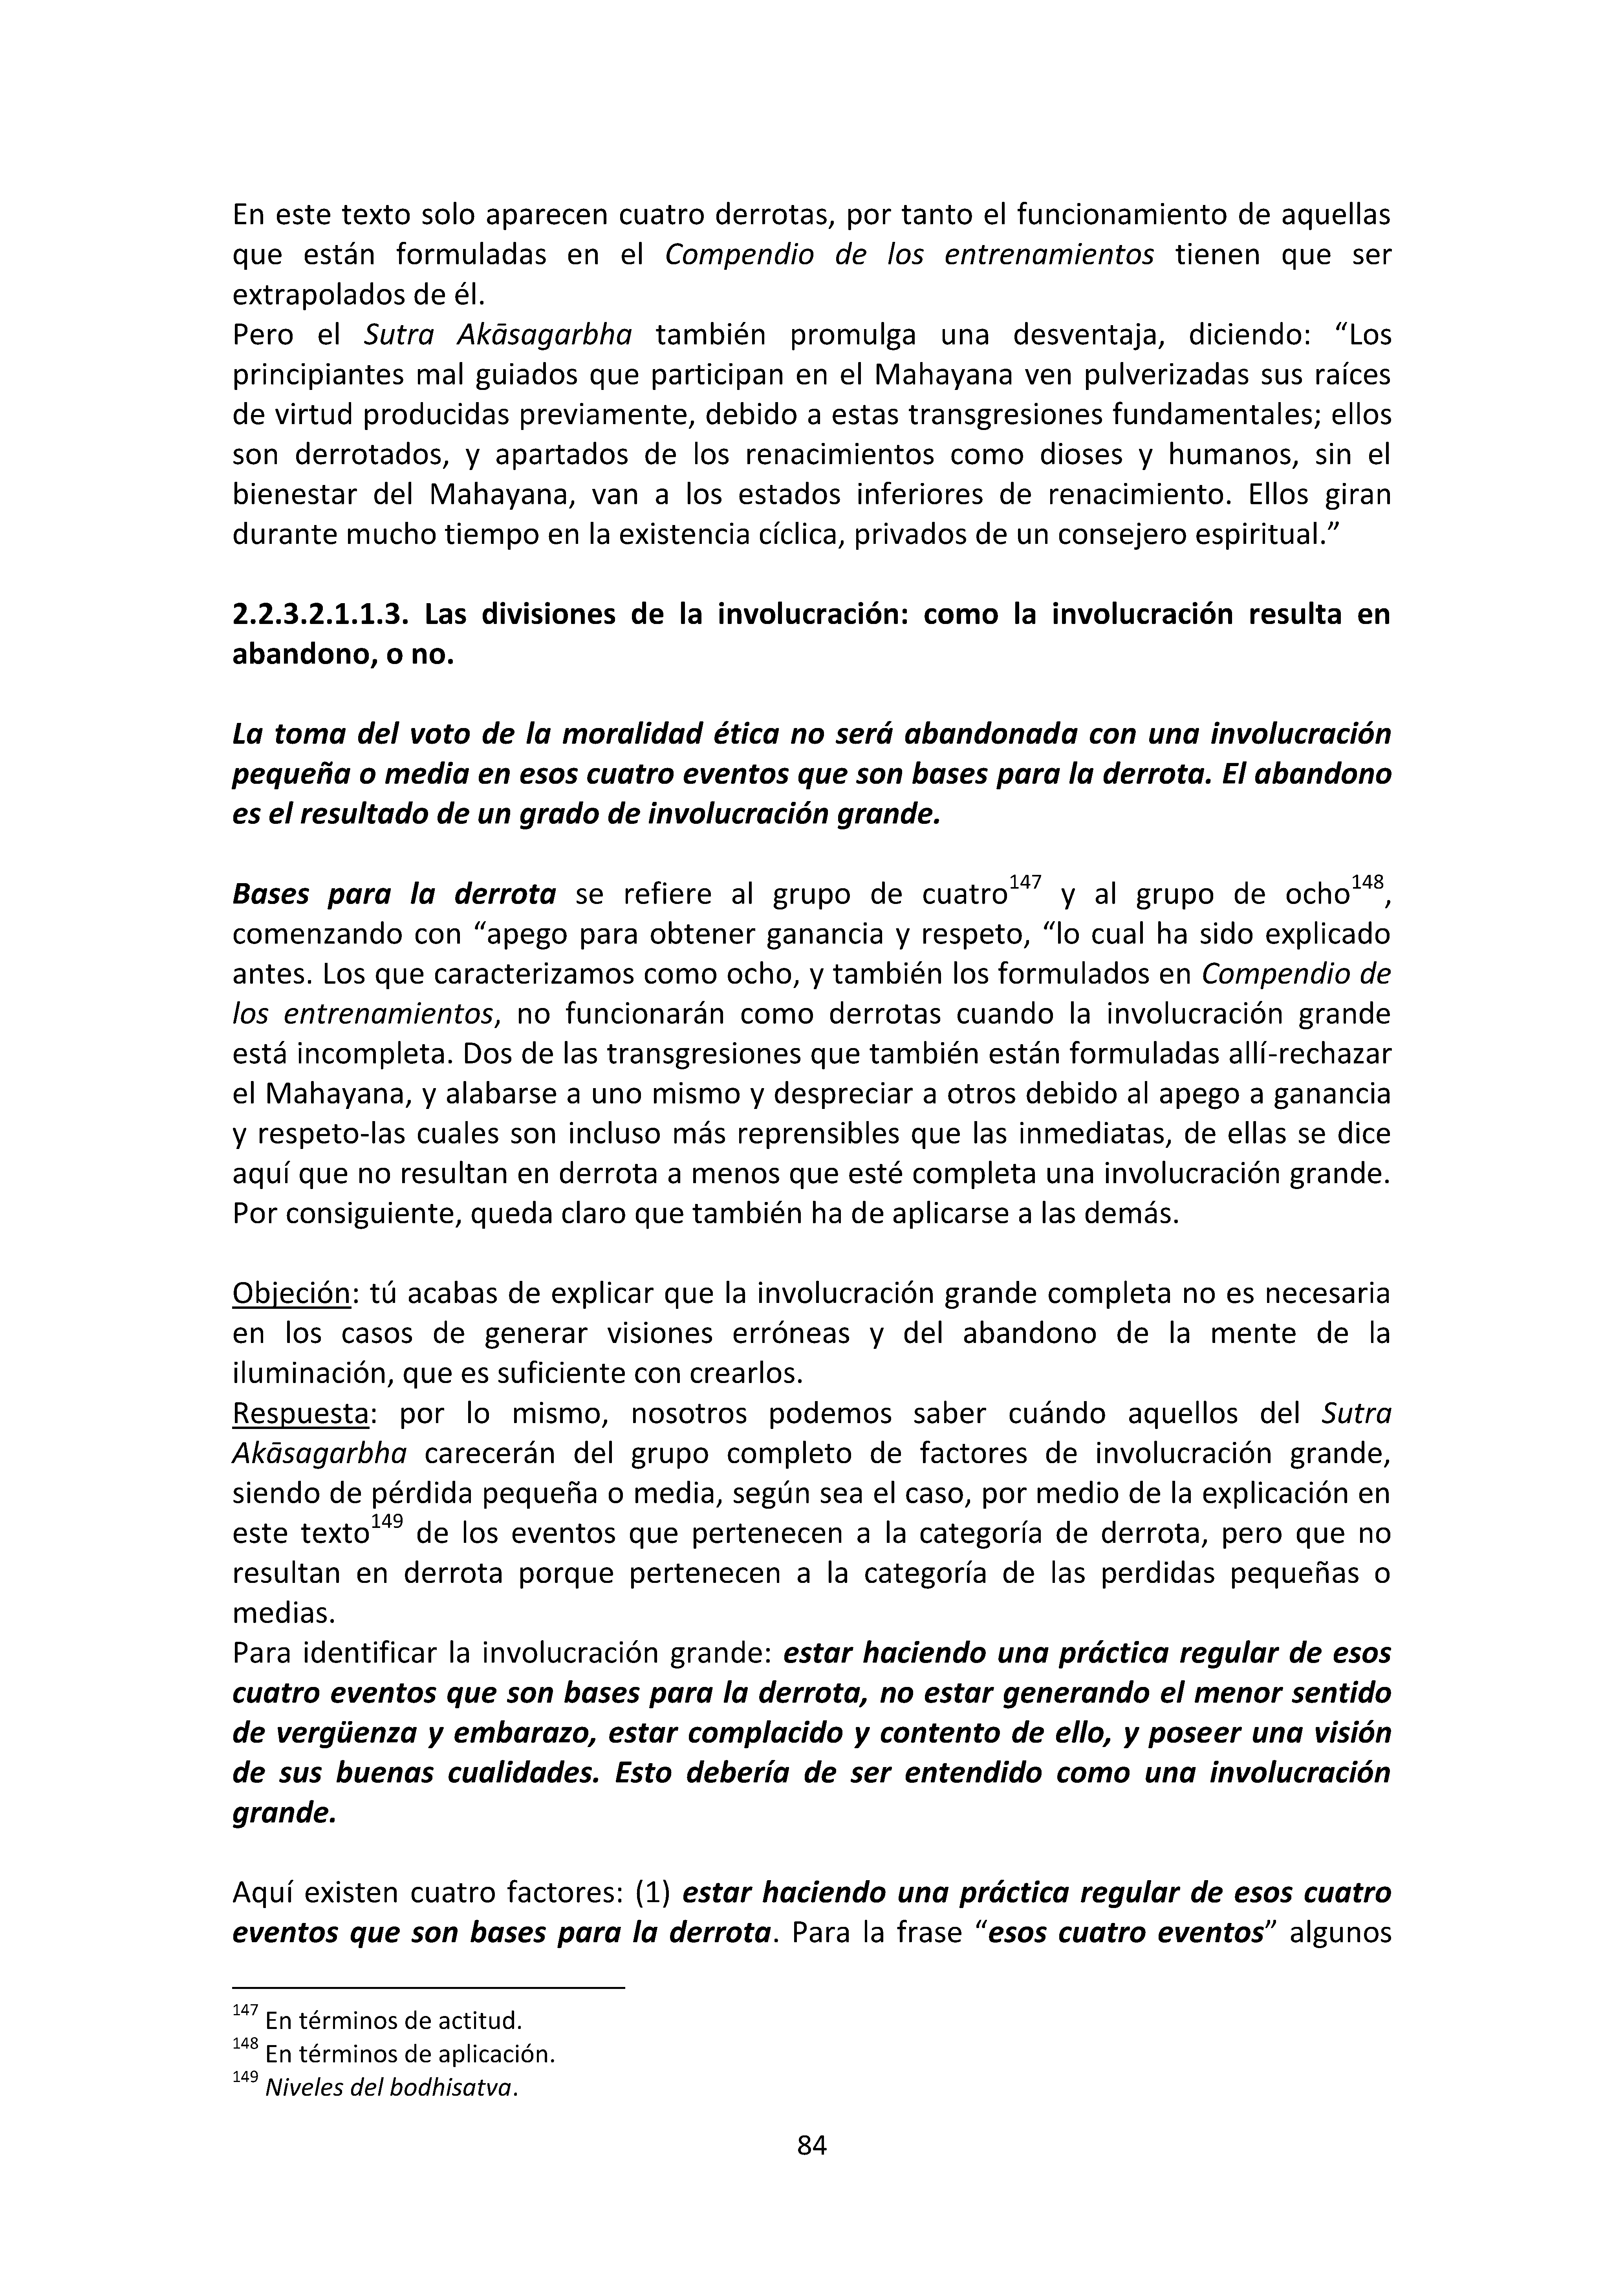 En este texto solo aparecen cuatro derrotas, por tanto el funcionamiento de aquellas
que están formuladas en el Compendio de los entrenamientos tienen que ser
extrapolados de él.
Pero el Sutra Akāsagarbha también promulga una desventaja, diciendo: “Los
principiantes mal guiados que participan en el Mahayana ven pulverizadas sus raíces
de virtud producidas previamente, debido a estas transgresiones fundamentales; ellos
son derrotados, y apartados de los renacimientos como dioses y humanos, sin el
bienestar del Mahayana, van a los estados inferiores de renacimiento. Ellos giran
durante mucho tiempo en la existencia cíclica, privados de un consejero espiritual.”
2.2.3.2.1.1.3. Las divisiones de la involucración: como la involucración resulta en
abandono, o no.
La toma del voto de la moralidad ética no será abandonada con una involucración
pequeña o media en esos cuatro eventos que son bases para la derrota. El abandono
es el resultado de un grado de involucración grande.
Bases para la derrota se refiere al grupo de cuatro147 y al grupo de ocho148,
comenzando con “apego para obtener ganancia y respeto, “lo cual ha sido explicado
antes. Los que caracterizamos como ocho, y también los formulados en Compendio de
los entrenamientos, no funcionarán como derrotas cuando la involucración grande
está incompleta. Dos de las transgresiones que también están formuladas allí-rechazar
el Mahayana, y alabarse a uno mismo y despreciar a otros debido al apego a ganancia
y respeto-las cuales son incluso más reprensibles que las inmediatas, de ellas se dice
aquí que no resultan en derrota a menos que esté completa una involucración grande.
Por consiguiente, queda claro que también ha de aplicarse a las demás.
Objeción: tú acabas de explicar que la involucración grande completa no es necesaria
en los casos de generar visiones erróneas y del abandono de la mente de la
iluminación, que es suficiente con crearlos.
Respuesta: por lo mismo, nosotros podemos saber cuándo aquellos del Sutra
Akāsagarbha carecerán del grupo completo de factores de involucración grande,
siendo de pérdida pequeña o media, según sea el caso, por medio de la explicación en
este texto149 de los eventos que pertenecen a la categoría de derrota, pero que no
resultan en derrota porque pertenecen a la categoría de las perdidas pequeñas o
medias.
Para identificar la involucración grande: estar haciendo una práctica regular de esos
cuatro eventos que son bases para la derrota, no estar generando el menor sentido
de vergüenza y embarazo, estar complacido y contento de ello, y poseer una visión
de sus buenas cualidades. Esto debería de ser entendido como una involucración
grande.
Aquí existen cuatro factores: (1) estar haciendo una práctica regular de esos cuatro
eventos que son bases para la derrota. Para la frase “esos cuatro eventos” algunos
147 En términos de actitud.
148 En términos de aplicación.
149 Niveles del bodhisatva.
84